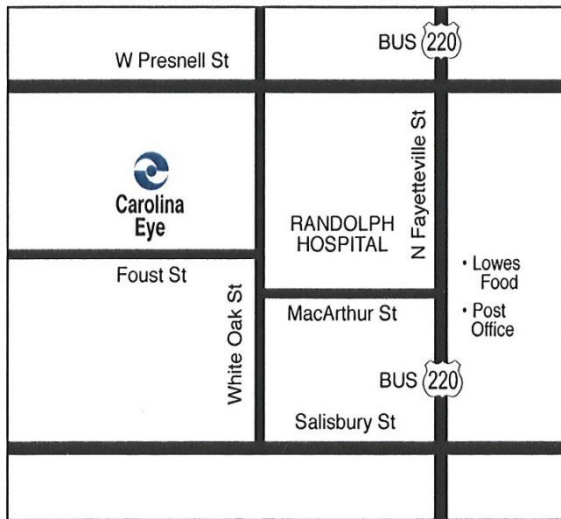 BUS 220
W Presnell St
Carolina
Eye
N Fayetteville St
RANDOLPH
HOSPITAL
• Lowes
Food
Foust St
• Post
Office
MacArthur St
White Oak St
BUS 220
Salisbury St